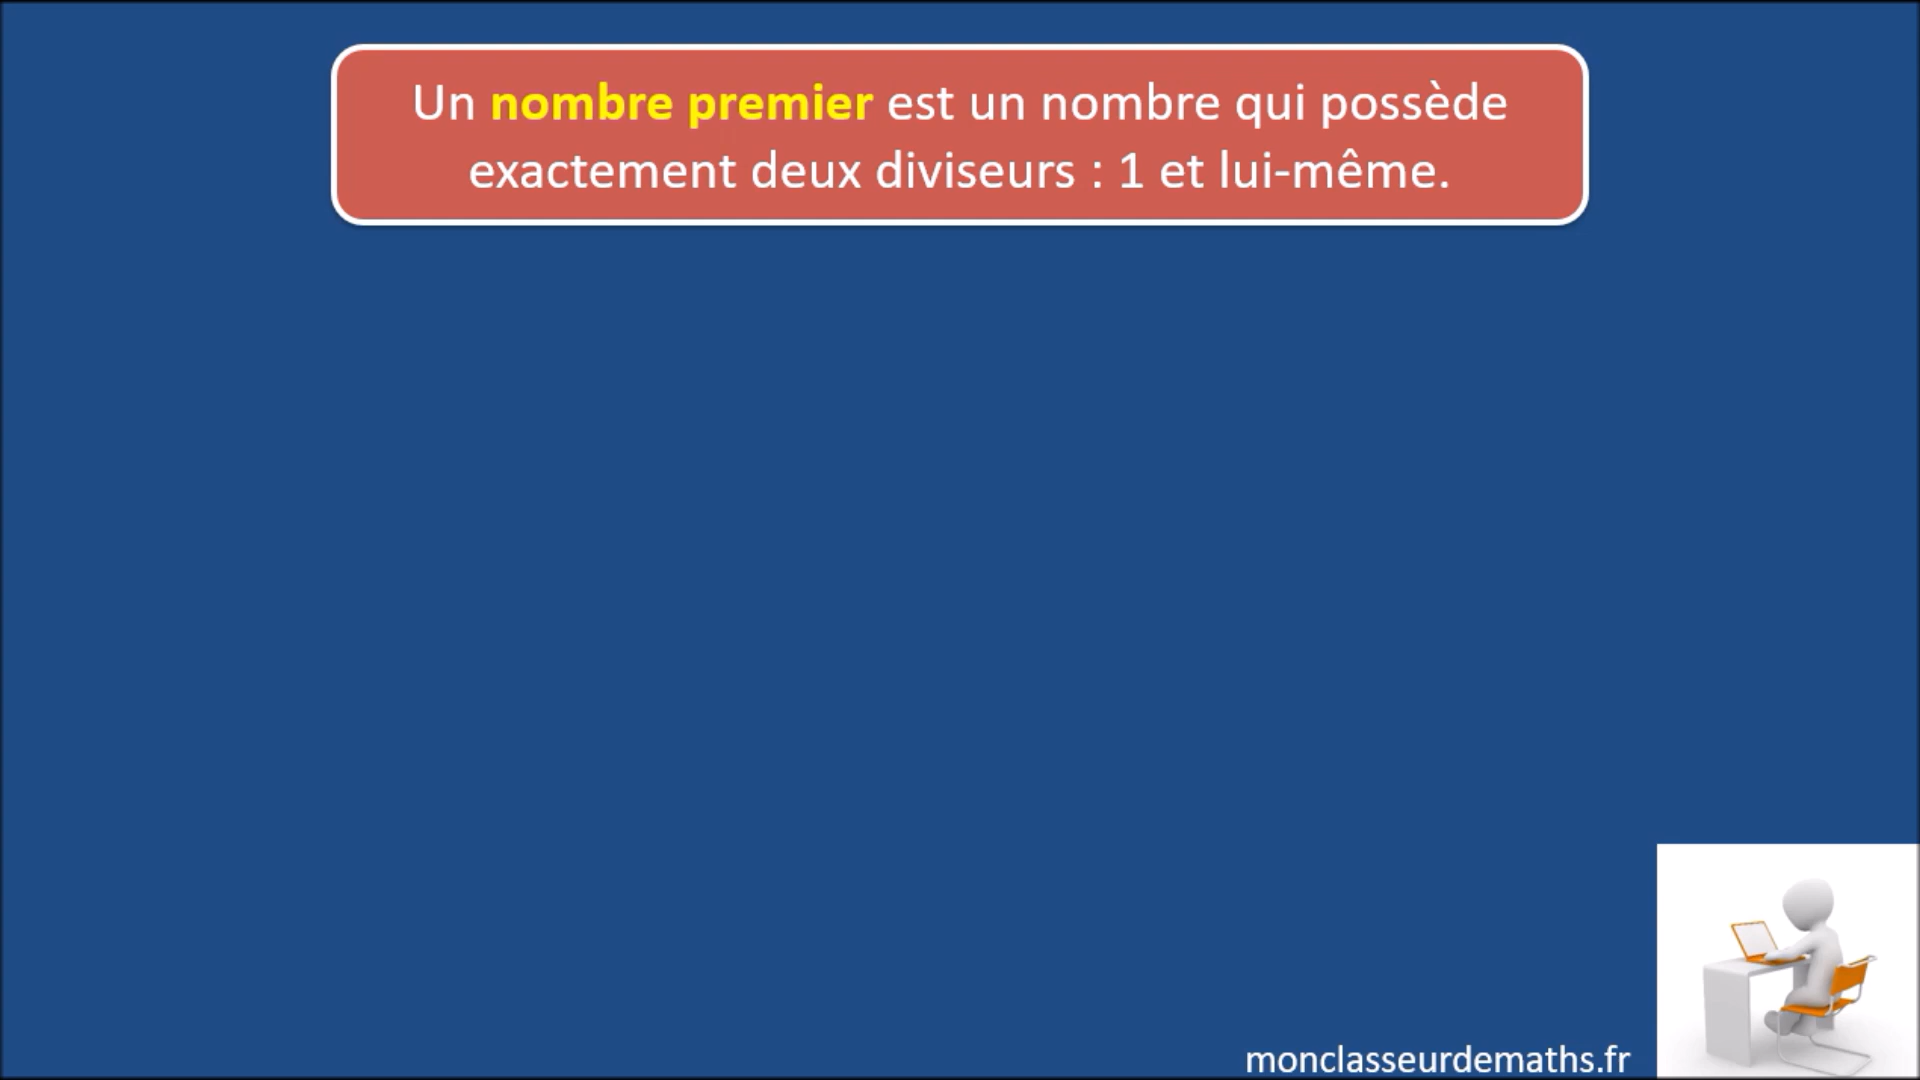 Un nombre premier est un nombre qui possède
exactement deux diviseurs : 1 et lui-même.
monclasseurdemaths.fr